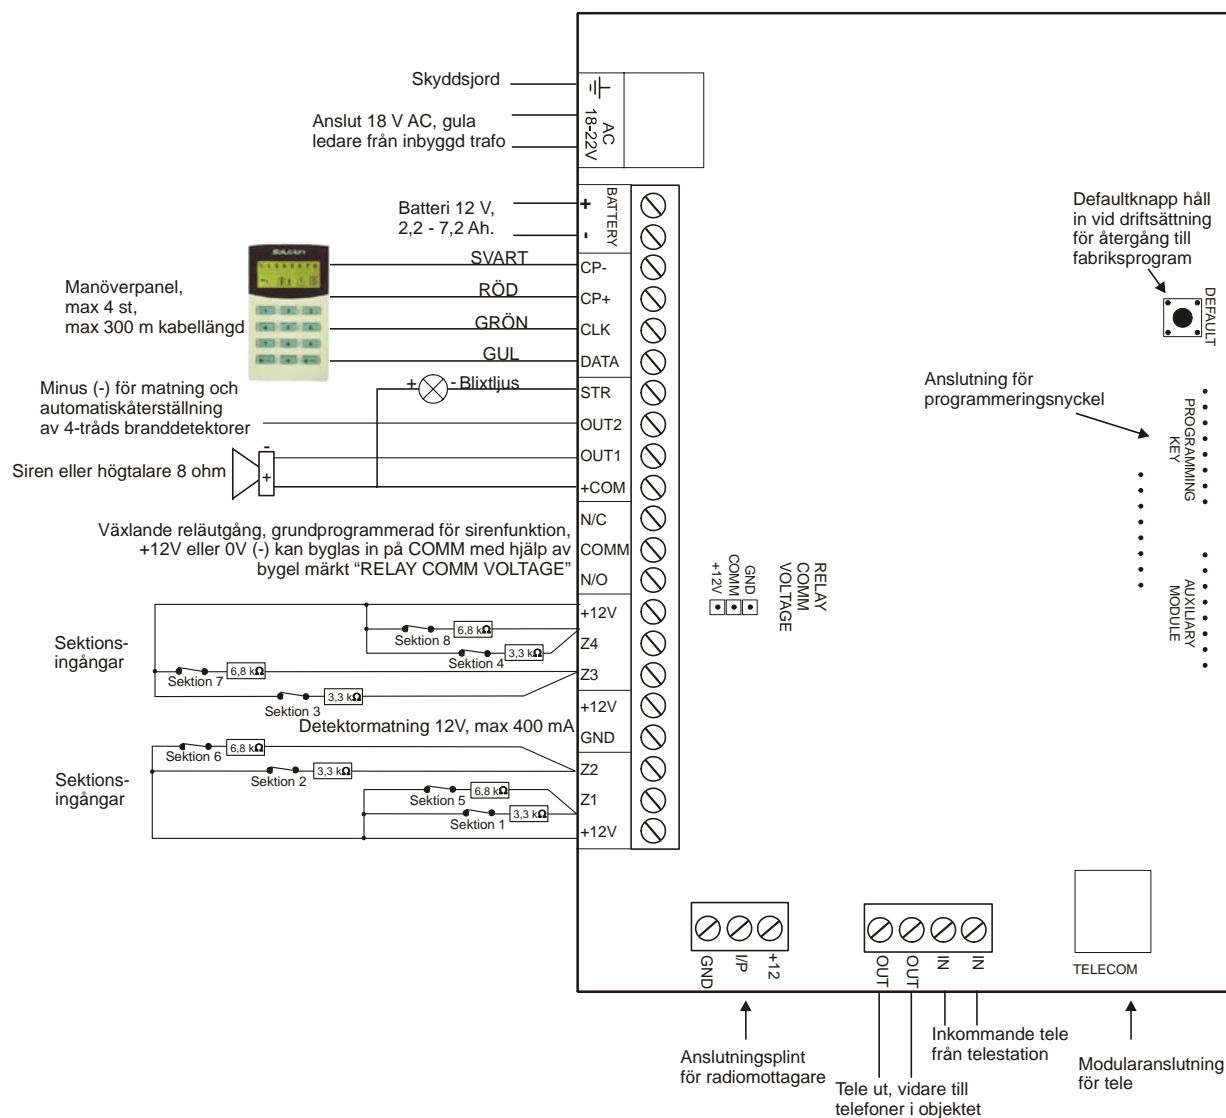 Skyddsjord
Anslut 18 V AC, gula
ledare från inbyggd trafo
AC
18-22V
Batteri 12 V,
2,2 - 7,2 Ah.
+
-
BATTERY
Manöverpanel,
max 4 st,
max 300 m kabellängd
Solution
SVART
CP-
RÖD
CP+
GRÖN
CLK
GUL
DATA
+
- Blixtljus
STR
Minus (-) för matning och
automatiskåterställning
av 4-tråds branddetektorer
OUT2
Siren eller högtalare 8 ohm
-
+
OUT1
+COM
Växlande reläutgång, grundprogrammerad för sirenfunktion,
+12V eller 0V (-) kan byglas in på COMM med hjälp av
bygel märkt “RELAY COMM VOLTAGE”
N/C
COMM
N/O
Sektions-
ingångar
Sektion 8
6,8 kΩ
Sektion 4
3,3 kΩ
Sektion 7
6,8 kΩ
Sektion 3
3,3 kΩ
+12V
Z4
Z3
Detektormatning 12V, max 400 mA
+12V
GND
Sektions-
ingångar
Sektion 6
6,8 kΩ
Sektion 2
3,3 kΩ
Sektion 5
6,8 kΩ
Sektion 1
3,3 kΩ
Z2
Z1
+12V
GND
COMM
+12V
RELAY
COMM
VOLTAGE
Defaultknapp håll
in vid driftsättning
för återgång till
fabriksprogram
DEFAULT
Anslutning för
programmeringsnyckel
PROGRAMMING
KEY
AUXILIARY
MODULE
GND
I/P
+12
Anslutningsplint
för radiomottagare
OUT
OUT
IN
IN
Inkommande tele
från telestation
Tele ut, vidare till
telefoner i objektet
TELECOM
Modularanslutning
för tele